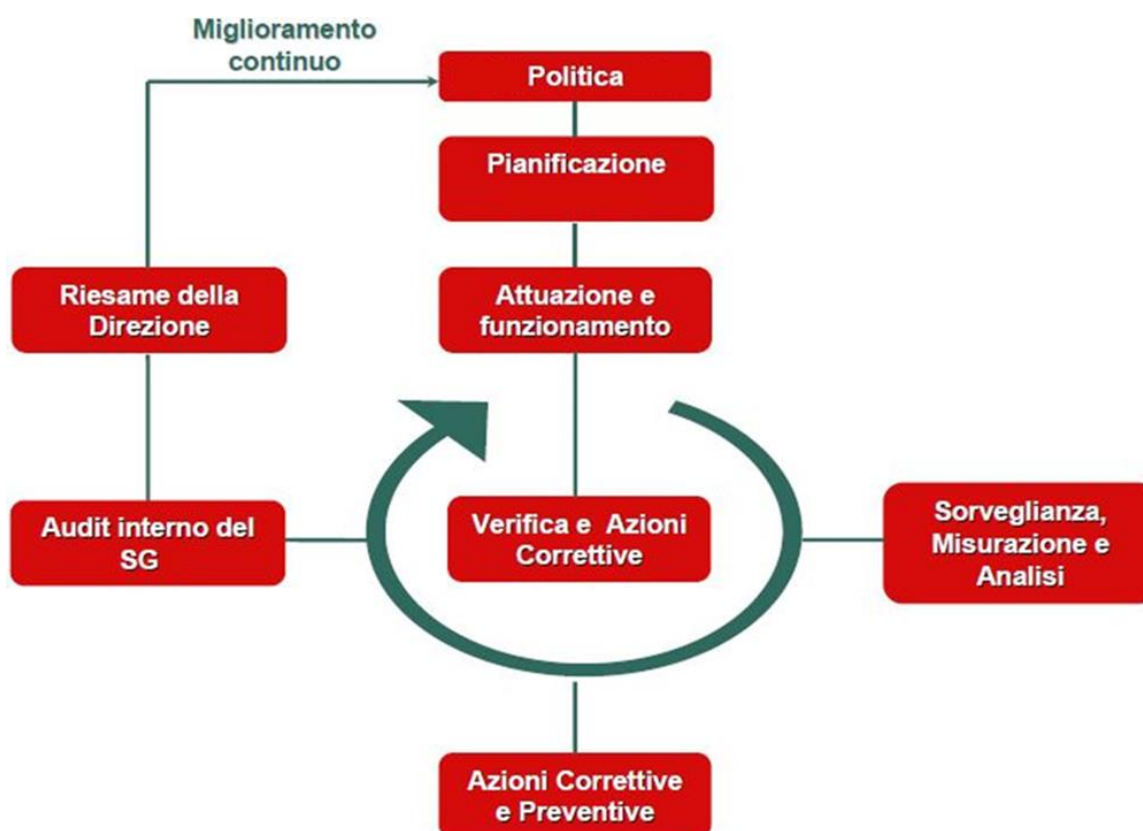 Miglioramento
continuo
Politica
Pianificazione
Riesame della
Direzione
Attuazione e
funzionamento
Audit interno del
SG
Verifica e Azioni
Correttive
Sorveglianza,
Misurazione e
Analisi
Azioni Correttive
e Preventive